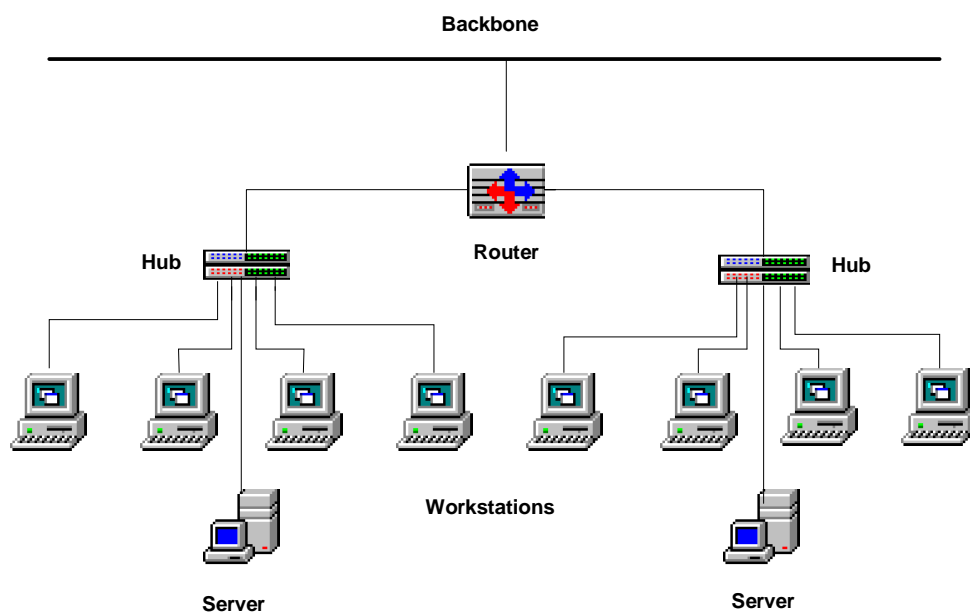 Backbone
Router
Hub
Hub
Workstations
Server
Server